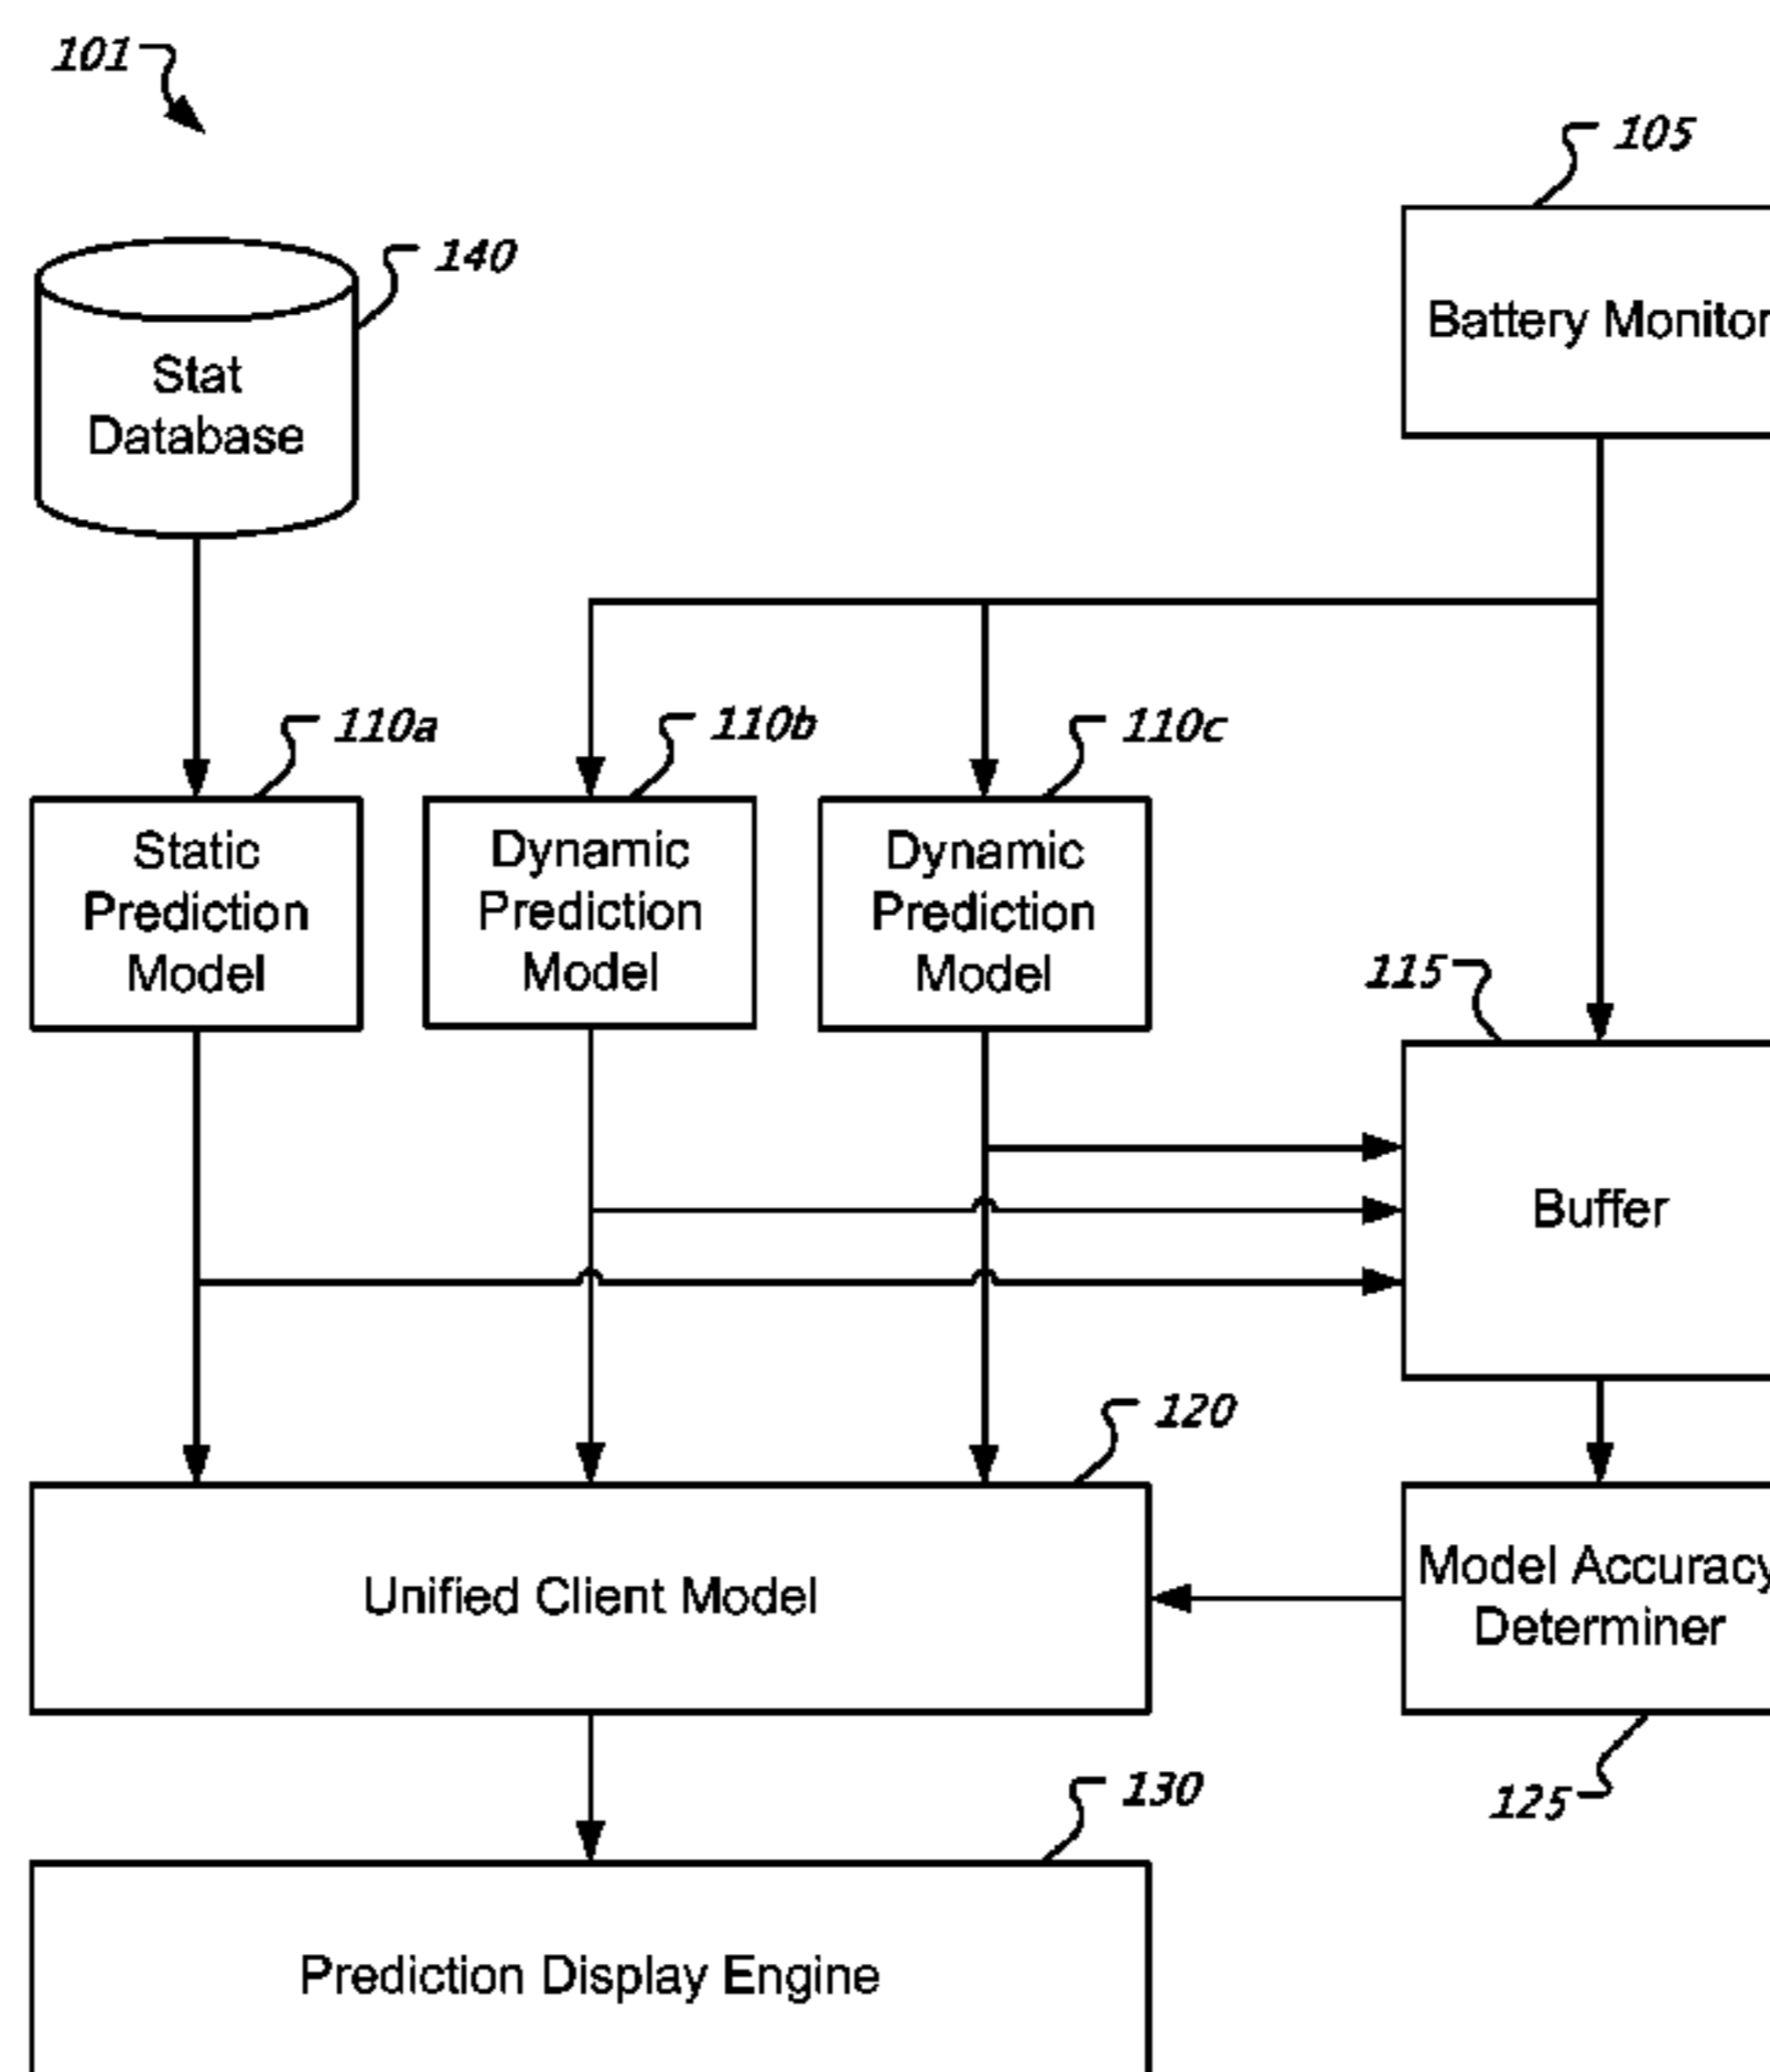 101
105
140
Battery Monitor
Stat
Database
110a
110b
110c
Static
Prediction
Model
Dynamic
Prediction
Model
Dynamic
Prediction
Model
115
Buffer
120
Unified Client Model
Model Accuracy
Determiner
125
130
Prediction Display Engine